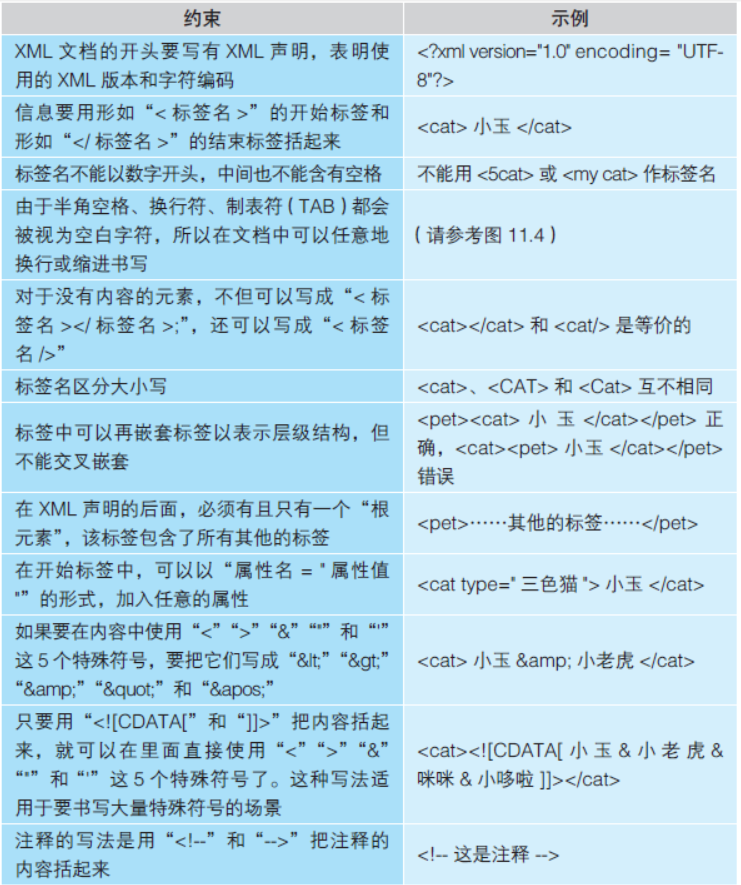 约束
示例
XML 文档的开头要写有 XML 声明，表明使
用的 XML 版本和字符编码
<?xml version="1.0" encoding= "UTF-
8"?>
信息要用形如“< 标签名 >”的开始标签和
形如“</ 标签名 >”的结束标签括起来
<cat> 小玉 </cat>
标签名不能以数字开头，中间也不能含有空格
不能用 <5cat> 或 <my cat> 作标签名
由于半角空格、换行符、制表符（TAB）都会
被视为空白字符，所以在文档中可以任意地
换行或缩进书写
（请参考图 11.4）
对于没有内容的元素，不但可以写成“< 标
签名 ></ 标签名 >;”，还可以写成“< 标签
名 />”
<cat></cat> 和 <cat/> 是等价的
标签名区分大小写
<cat>、<CAT> 和 <Cat> 互不相同
标签中可以再嵌套标签以表示层级结构，但
不能交叉嵌套
<pet><cat> 小 玉 </cat></pet> 正
确，<cat><pet> 小玉 </cat></pet>
错误
在 XML 声明的后面，必须有且只有一个“根
元素”，该标签包含了所有其他的标签
<pet>……其他的标签……</pet>
在开始标签中，可以以“属性名 = " 属性值
"”的形式，加入任意的属性
<cat type=" 三色猫 "> 小玉 </cat>
如果要在内容中使用“<”“>”“&”“"”和“'”
这 5 个特殊符号，要把它们写成“&lt;”“&gt;”
“&amp;”“&quot;”和“&apos;”
<cat> 小玉 &amp; 小老虎 </cat>
只要用“<![CDATA[”和“]]>”把内容括起
来，就可以在里面直接使用“<”“>”“&”
“"”和“'”这 5 个特殊符号了。这种写法适
用于要书写大量特殊符号的场景
<cat><![CDATA[ 小 玉 & 小 老 虎 &
咪咪 & 小哆啦 ]]></cat>
注释的写法是用“<!--”和“-->”把注释的
内容括起来
<!-- 这是注释 -->